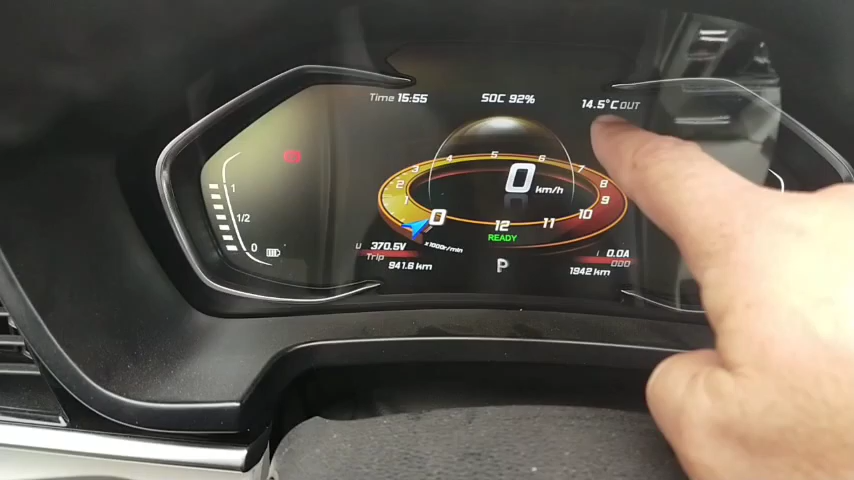 Time 15:55
SOC 92%
14.5°C OUT
1
1/2
0
1
2
3
4
5
6
7
8
9
10
11
12
0
0 km/h
x1000r/min
READY
U 370.5V
Trip
941.6 km
P
I 0.0A
ODO
1942 km